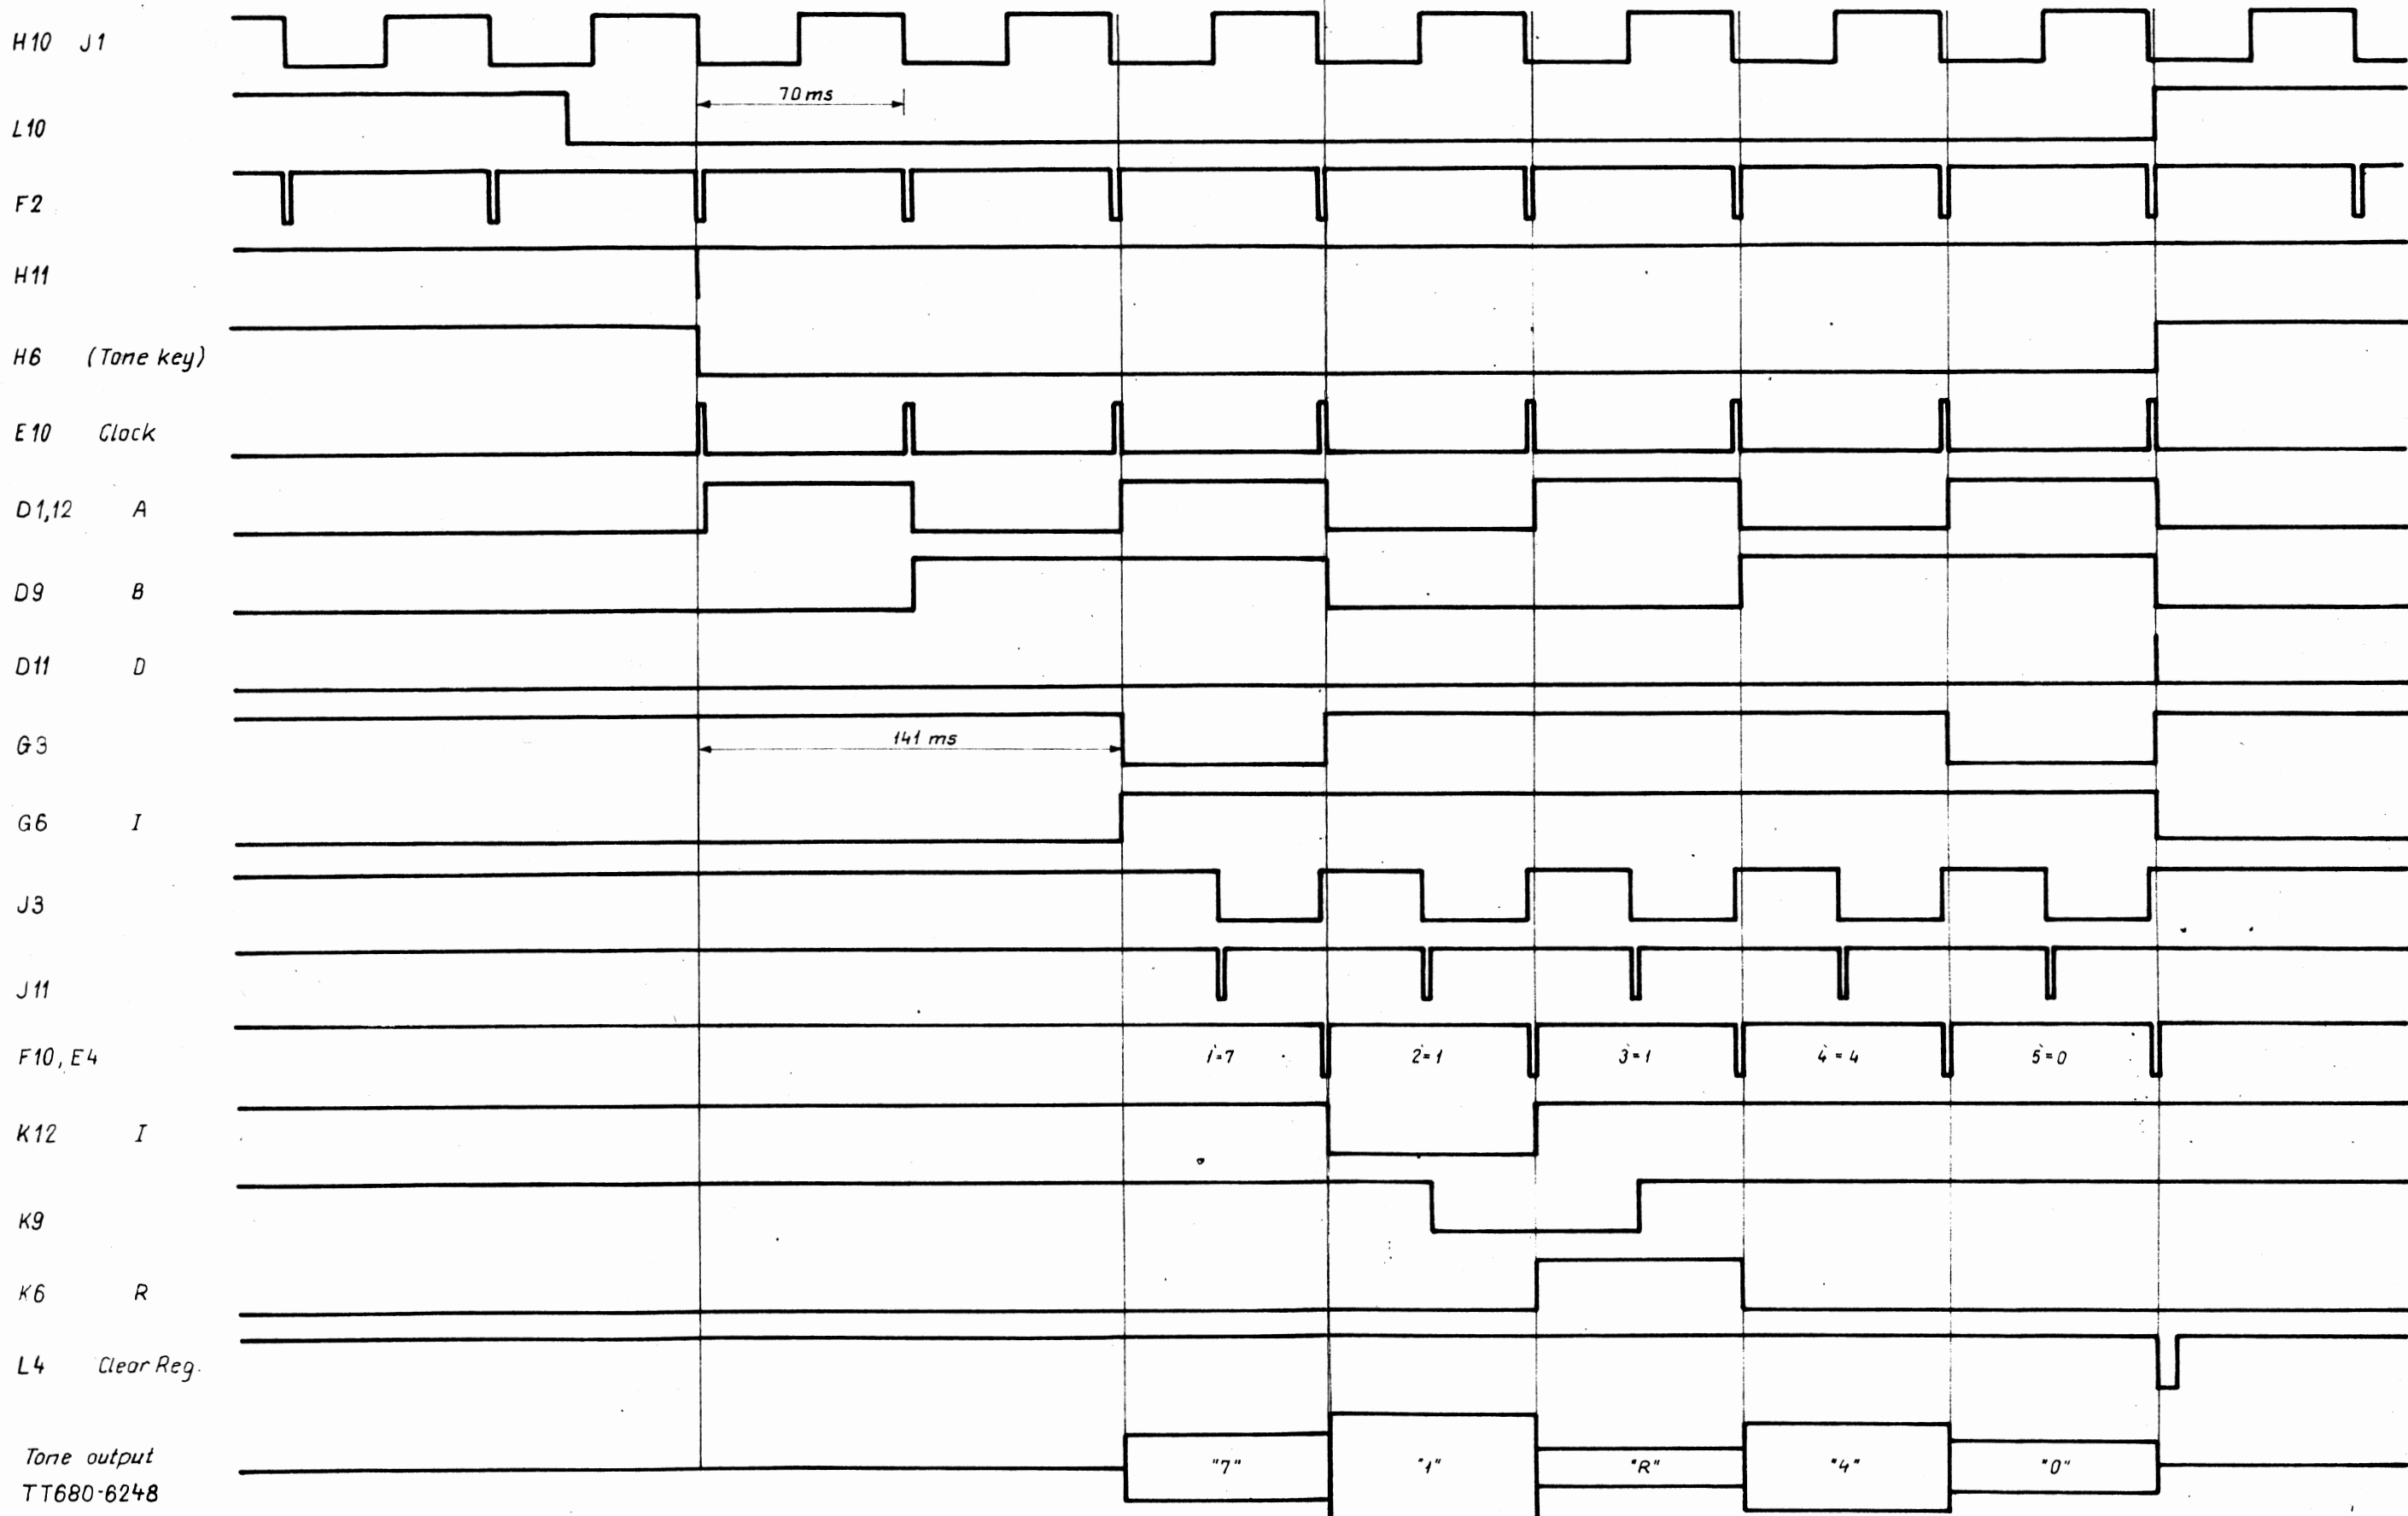 H10 J1
70 ms
L10
F2
H11
H6 (Tone key)
E10 Clock
D1,12 A
D9 B
D11 D
G3
141 ms
G6 I
J3
J11
F10, E4
1=7
2=1
3=1
4=4
5=0
K12 I
K9
K6 R
L4 Clear Reg.
Tone output
TT680-6248
"7"
"1"
"R"
"4"
"0"